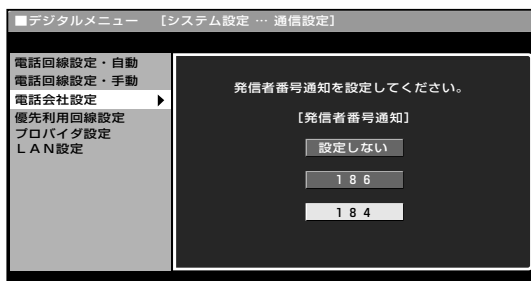 ■デジタルメニュー　[システム設定 … 通信設定]
電話回線設定・自動
電話回線設定・手動
電話会社設定
優先利用回線設定
プロバイダ設定
ＬＡＮ設定
発信者番号通知を設定してください。
[発信者番号通知]
設定しない
１８６
１８４